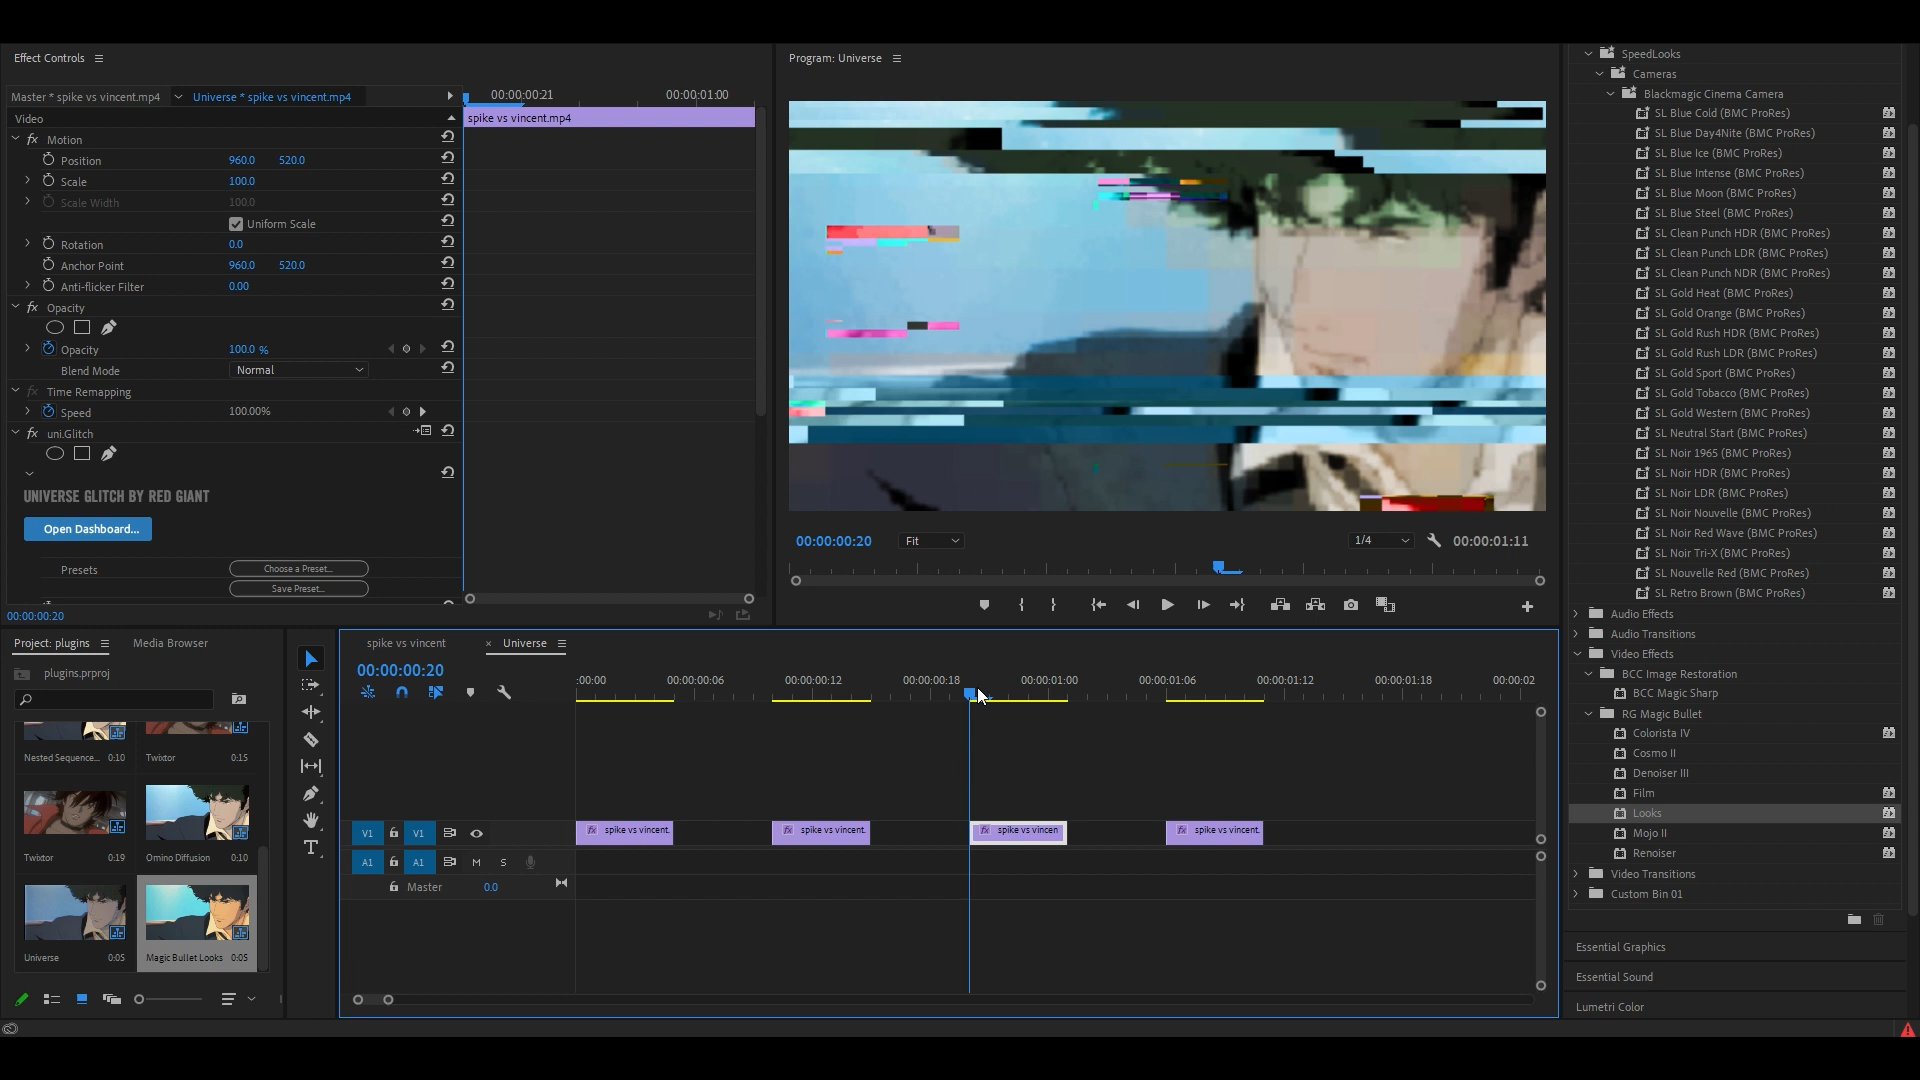 Effect Controls
Master * spike vs vincent.mp4
Universe * spike vs vincent.mp4
00:00:00:21
00:00:01:00
Video
spike vs vincent.mp4
fx Motion
Position 960.0 520.0
Scale 100.0
Scale Width 100.0
Uniform Scale
Rotation 0.0
Anchor Point 960.0 520.0
Anti-flicker Filter 0.00
fx Opacity
Opacity 100.0 %
Blend Mode Normal
fx Time Remapping
Speed 100.00%
fx uni.Glitch
UNIVERSE GLITCH BY RED GIANT
Open Dashboard...
Presets Choose a Preset...
Save Preset...
00:00:00:20
Program: Universe
00:00:00:20 Fit 1/4 00:00:01:11
SpeedLooks
Cameras
Blackmagic Cinema Camera
SL Blue Cold (BMC ProRes)
SL Blue Day4Nite (BMC ProRes)
SL Blue Ice (BMC ProRes)
SL Blue Intense (BMC ProRes)
SL Blue Moon (BMC ProRes)
SL Blue Steel (BMC ProRes)
SL Clean Punch HDR (BMC ProRes)
SL Clean Punch LDR (BMC ProRes)
SL Clean Punch NDR (BMC ProRes)
SL Gold Heat (BMC ProRes)
SL Gold Orange (BMC ProRes)
SL Gold Rush HDR (BMC ProRes)
SL Gold Rush LDR (BMC ProRes)
SL Gold Sport (BMC ProRes)
SL Gold Tobacco (BMC ProRes)
SL Gold Western (BMC ProRes)
SL Neutral Start (BMC ProRes)
SL Noir 1965 (BMC ProRes)
SL Noir HDR (BMC ProRes)
SL Noir LDR (BMC ProRes)
SL Noir Nouvelle (BMC ProRes)
SL Noir Red Wave (BMC ProRes)
SL Noir Tri-X (BMC ProRes)
SL Nouvelle Red (BMC ProRes)
SL Retro Brown (BMC ProRes)
Audio Effects
Audio Transitions
Video Effects
BCC Image Restoration
BCC Magic Sharp
RG Magic Bullet
Colorista IV
Cosmo II
Denoiser III
Film
Looks
Mojo II
Renoiser
Video Transitions
Custom Bin 01
Essential Graphics
Essential Sound
Lumetri Color
Project: plugins
Media Browser
plugins.prproj
Nested Sequence... 0:10
Twixtor 0:15
Twixtor 0:19
Omino Diffusion 0:10
Universe 0:05
Magic Bullet Looks 0:05
spike vs vincent
× Universe
00:00:00:20
:00:00 00:00:00:06 00:00:00:12 00:00:00:18 00:00:01:00 00:00:01:06 00:00:01:12 00:00:01:18 00:00:02
V1 V1
fx spike vs vincent.
fx spike vs vincent.
fx spike vs vincen
fx spike vs vincent.
A1 A1 M S
Master 0.0